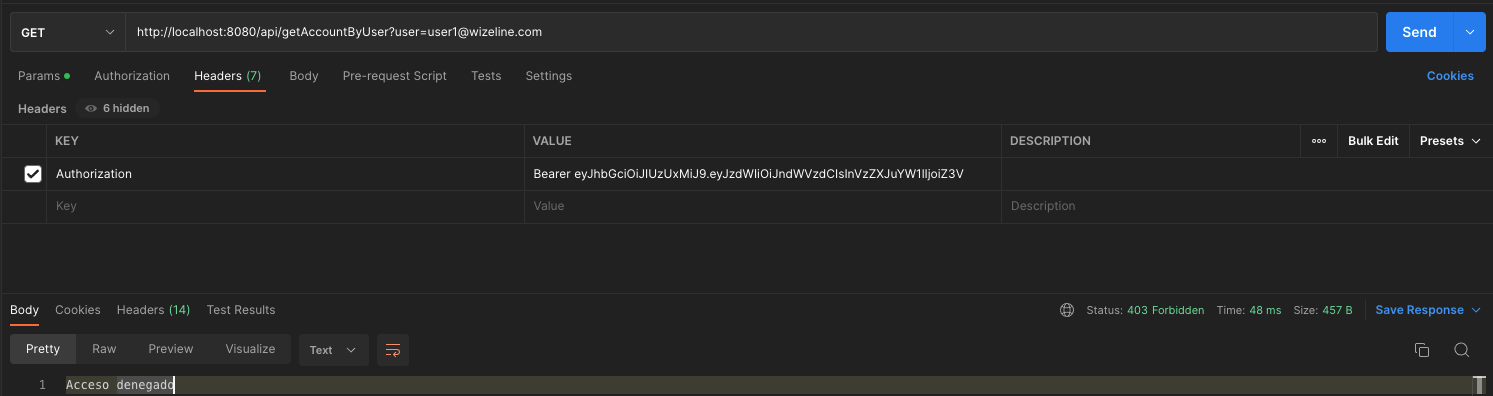 GET http://localhost:8080/api/getAccountByUser?user=user1@wizeline.com Send
Params Authorization Headers (7) Body Pre-request Script Tests Settings Cookies
Headers 6 hidden
KEY VALUE DESCRIPTION ooo Bulk Edit Presets
Authorization Bearer eyJhbGciOiJIUzUxMiJ9.eyJzdWIiOiJndWVzdCIsInVzZXJuYW1lIjoiZ3V
Key Value Description
Body Cookies Headers (14) Test Results Status: 403 Forbidden Time: 48 ms Size: 457 B Save Response
Pretty Raw Preview Visualize Text
1 Acceso denegado